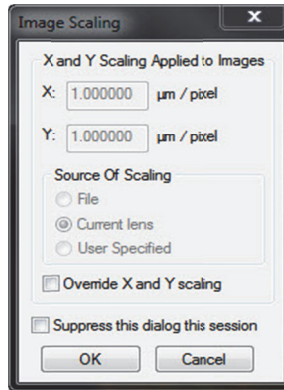 Image Scaling
X
X and Y Scaling Applied to Images
X: 1.000000 µm / pixel
Y: 1.000000 µm / pixel
Source Of Scaling
File
Current lens
User Specified
Override X and Y scaling
Suppress this dialog this session
OK Cancel